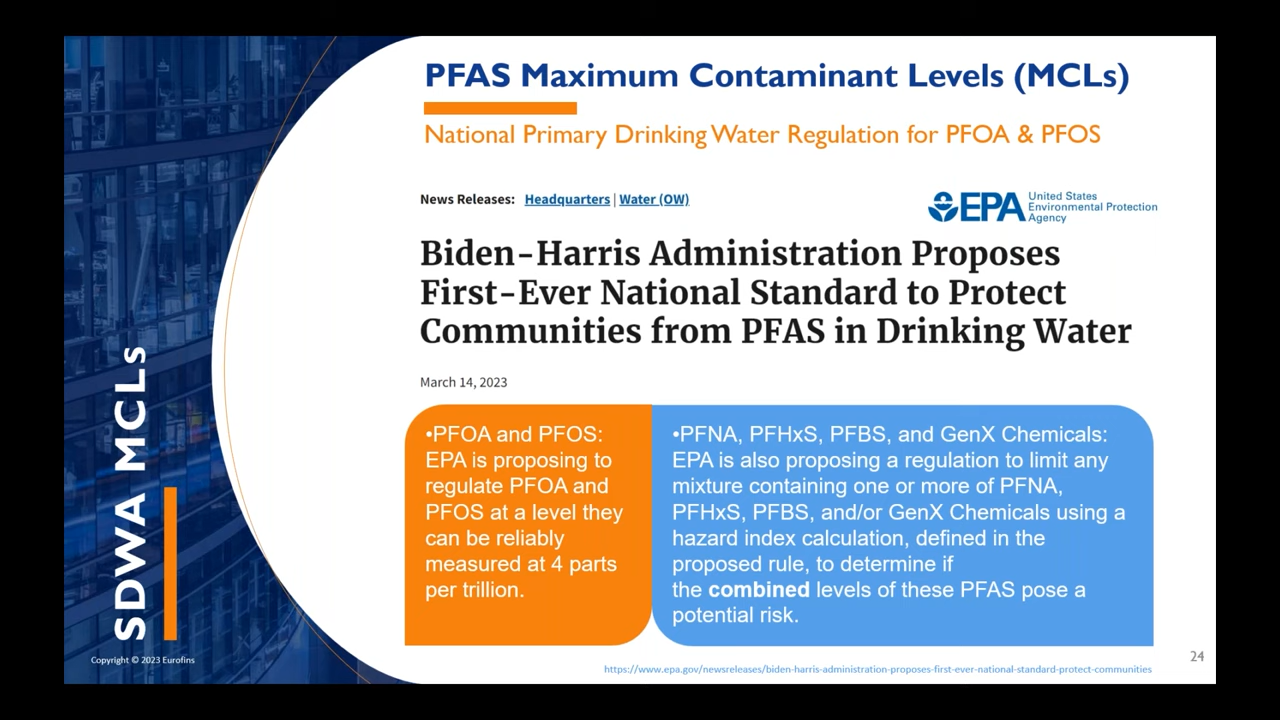 PFAS Maximum Contaminant Levels (MCLs)
National Primary Drinking Water Regulation for PFOA & PFOS
News Releases: Headquarters | Water (OW)
EPA United States
Environmental Protection
Agency
Biden-Harris Administration Proposes
First-Ever National Standard to Protect
Communities from PFAS in Drinking Water
March 14, 2023
•PFOA and PFOS:
EPA is proposing to
regulate PFOA and
PFOS at a level they
can be reliably
measured at 4 parts
per trillion.
•PFNA, PFHxS, PFBS, and GenX Chemicals:
EPA is also proposing a regulation to limit any
mixture containing one or more of PFNA,
PFHxS, PFBS, and/or GenX Chemicals using a
hazard index calculation, defined in the
proposed rule, to determine if
the combined levels of these PFAS pose a
potential risk.
SDWA MCLs
Copyright © 2023 Eurofins
https://www.epa.gov/newsreleases/biden-harris-administration-proposes-first-ever-national-standard-protect-communities
24